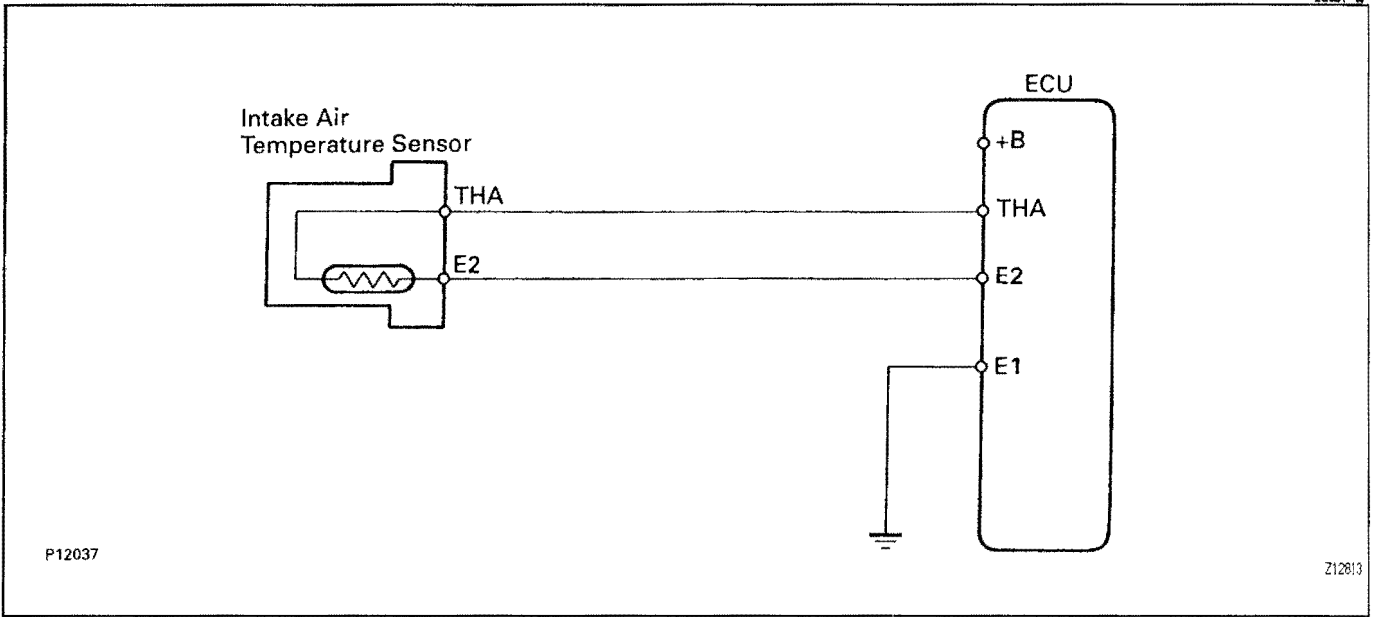 ECU
Intake Air
Temperature Sensor
+B
THA
THA
E2
E2
E1
P12037
Z12813